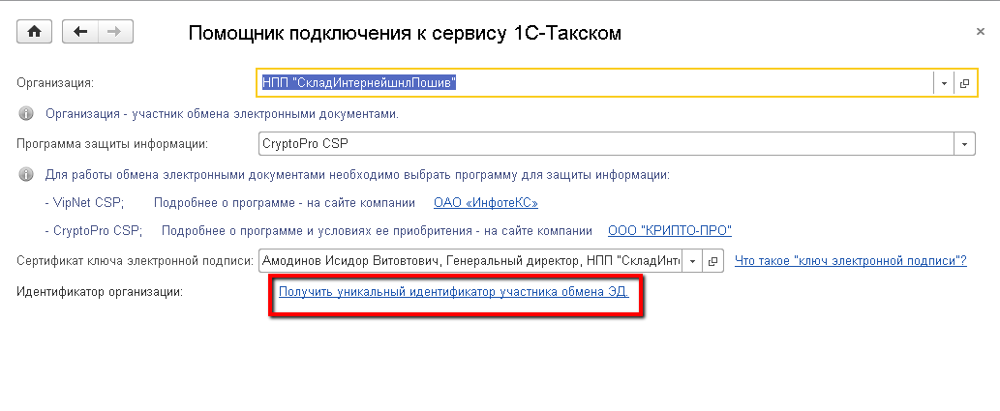 Помощник подключения к сервису 1С-Такском
Организация: НПП "СкладИнтернейшнлПошив"
Организация - участник обмена электронными документами.
Программа защиты информации: CryptoPro CSP
Для работы обмена электронными документами необходимо выбрать программу для защиты информации:
- VipNet CSP; Подробнее о программе - на сайте компании ОАО «ИнфотеКС»
- CryptoPro CSP; Подробнее о программе и условиях ее приобритения - на сайте компании ООО "КРИПТО-ПРО"
Сертификат ключа электронной подписи: Амодинов Исидор Витовтович, Генеральный директор, НПП "СкладИнт Что такое "ключ электронной подписи"?
Идентификатор организации: Получить уникальный идентификатор участника обмена ЭД.